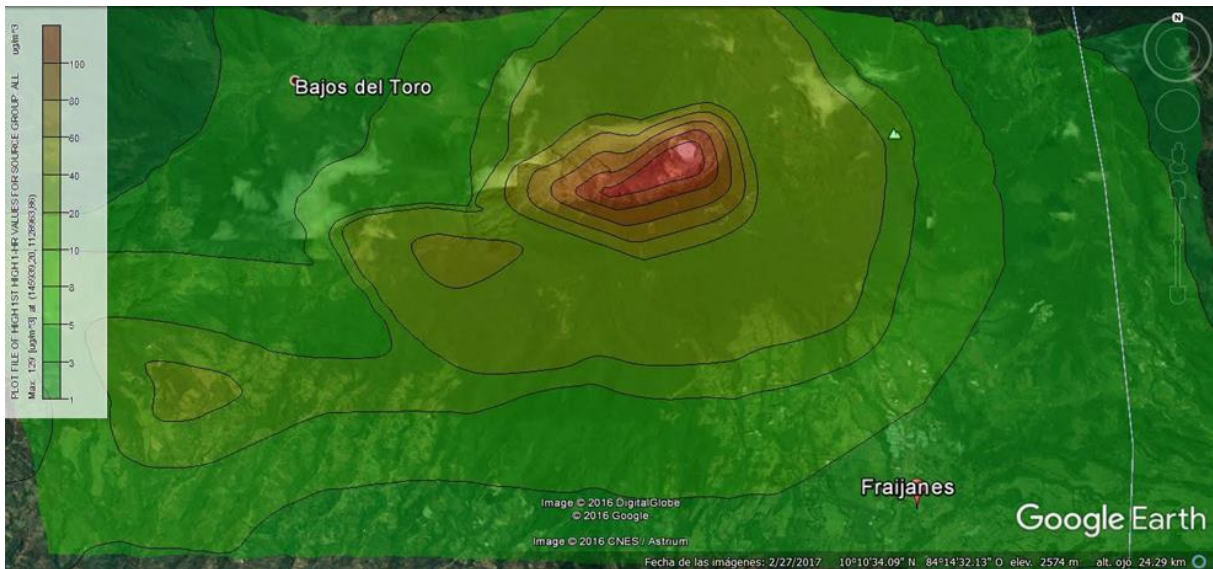 PLOT FILE OF HIGH 1ST HIGH 1-HR VALUES FOR SOURCE GROUP: ALL ug/m^3
Max: 129 [ug/m^3] at (145939,20, 1128963,86)
100
80
60
40
20
10
8
5
3
1
Bajos del Toro
N
Fraijanes
Image © 2016 DigitalGlobe
© 2016 Google
Image © 2016 CNES / Astrium
Google Earth
Fecha de las imágenes: 2/27/2017 10°10'34.09" N 84°14'32.13" O elev. 2574 m alt. ojo 24.29 km